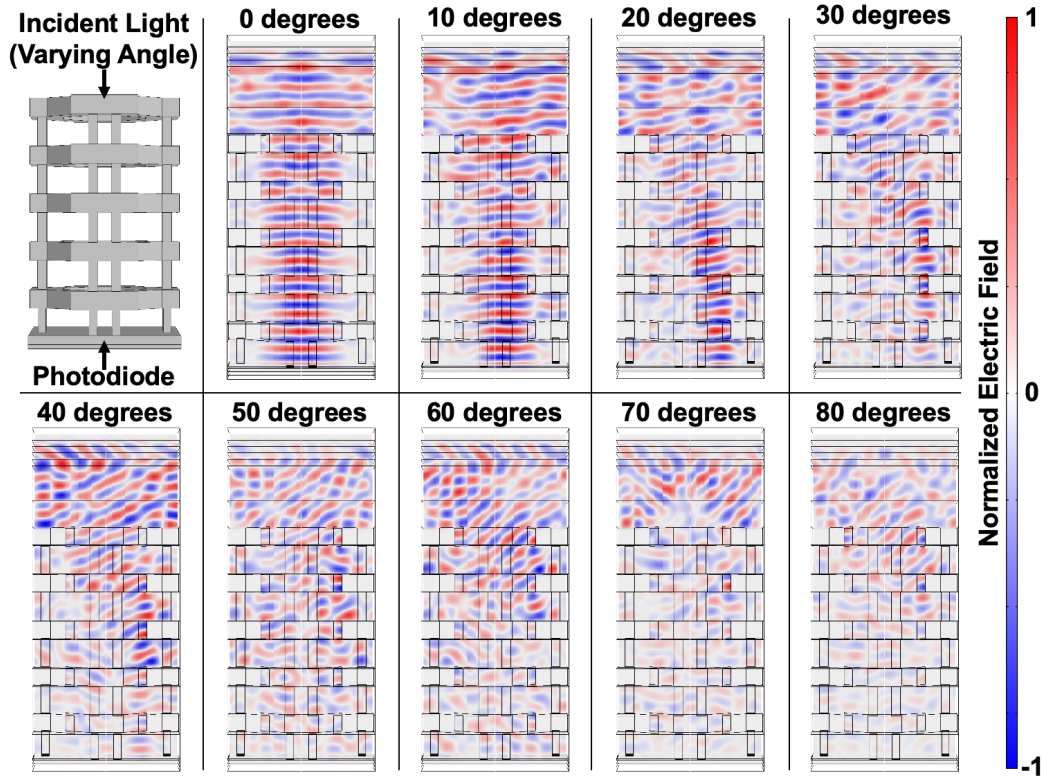 Incident Light
(Varying Angle)
Photodiode
0 degrees
10 degrees
20 degrees
30 degrees
40 degrees
50 degrees
60 degrees
70 degrees
80 degrees
1
0
-1
Normalized Electric Field